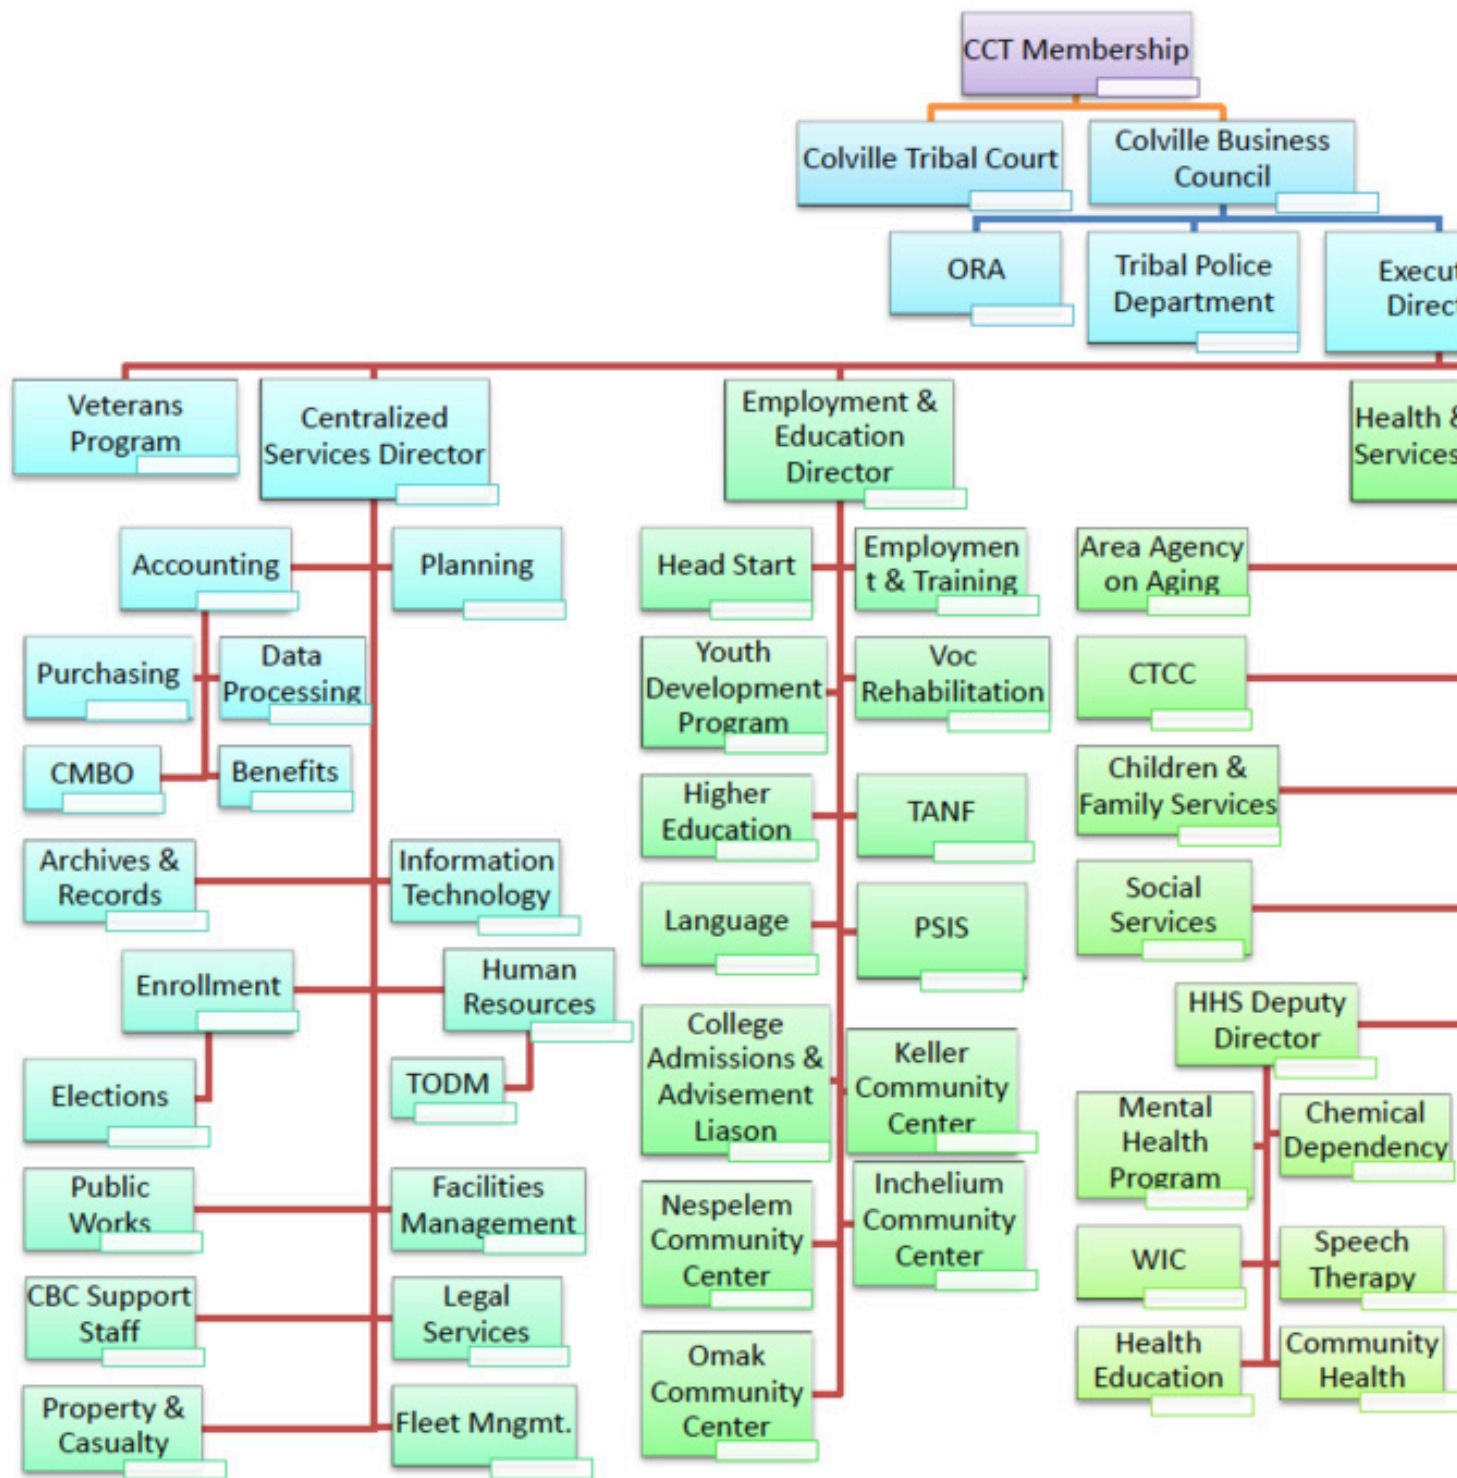 CCT Membership
Colville Tribal Court
Colville Business
Council
ORA
Tribal Police
Department
Execut
Direct
Veterans
Program
Centralized
Services Director
Employment &
Education
Director
Health &
Services
Accounting
Planning
Purchasing
Data
Processing
CMBO
Benefits
Archives &
Records
Information
Technology
Enrollment
Human
Resources
Elections
TODM
Public
Works
Facilities
Management
CBC Support
Staff
Legal
Services
Property &
Casualty
Fleet Mngmt.
Head Start
Employmen
t & Training
Youth
Development
Program
Voc
Rehabilitation
Higher
Education
TANF
Language
PSIS
College
Admissions &
Advisement
Liason
Keller
Community
Center
Nespelem
Community
Center
Inchelium
Community
Center
Omak
Community
Center
Area Agency
on Aging
CTCC
Children &
Family Services
Social
Services
HHS Deputy
Director
Mental
Health
Program
Chemical
Dependency
WIC
Speech
Therapy
Health
Education
Community
Health